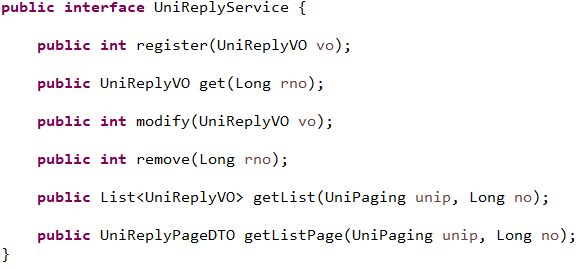 public interface UniReplyService {
public int register(UniReplyVO vo);
public UniReplyVO get(Long rno);
public int modify(UniReplyVO vo);
public int remove(Long rno);
public List<UniReplyVO> getList(UniPaging unip, Long no);
public UniReplyPageDTO getListPage(UniPaging unip, Long no);
}